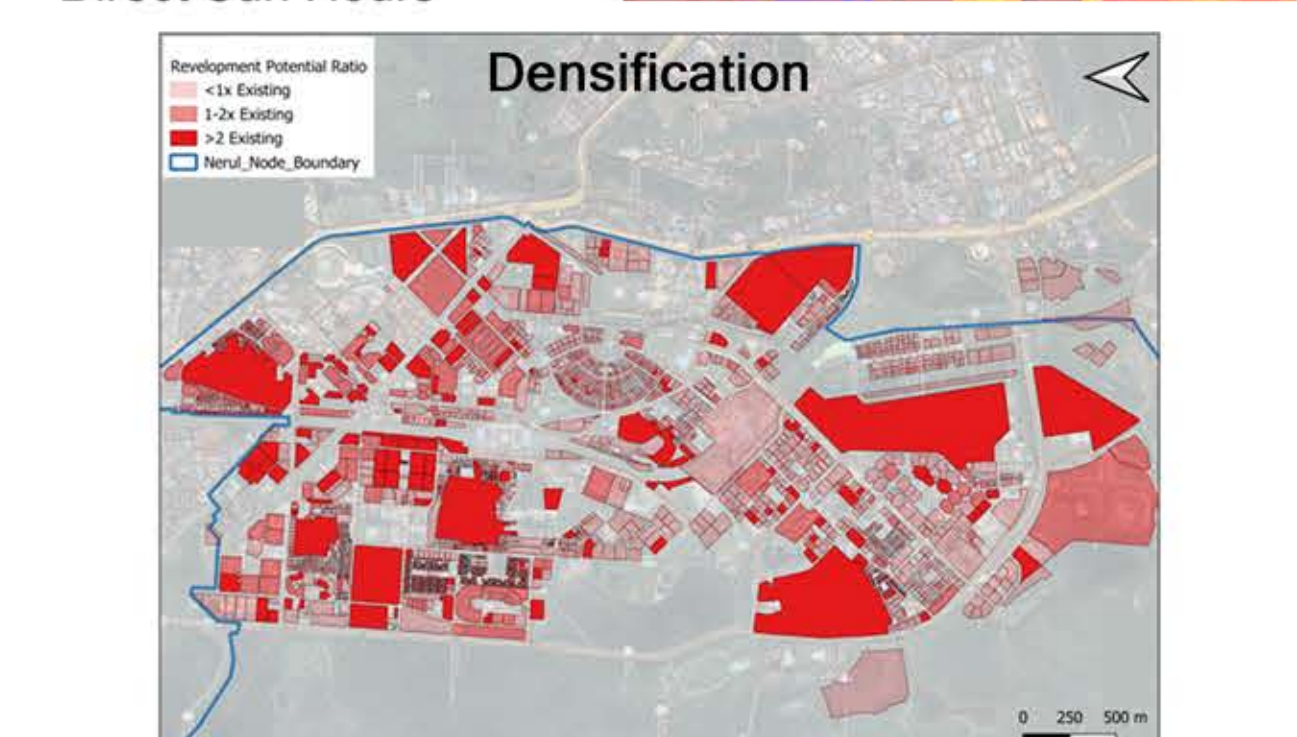 Densification
Revelopment Potential Ratio
<1x Existing
1-2x Existing
>2 Existing
Nerul_Node_Boundary
0 250 500 m